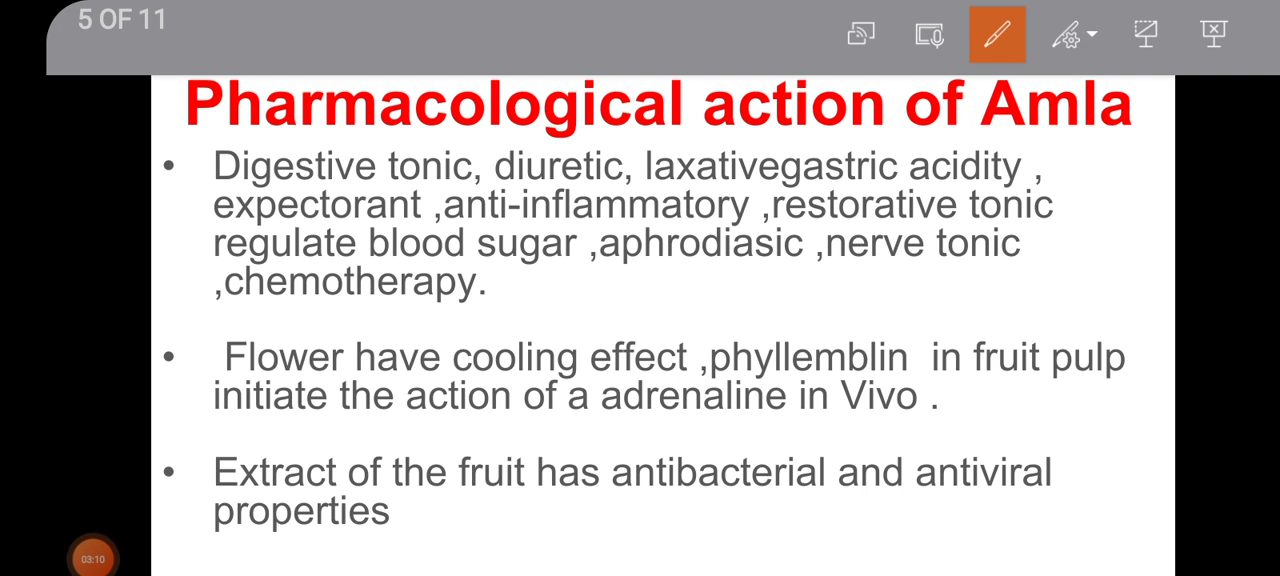 5 OF 11
Pharmacological action of Amla
• Digestive tonic, diuretic, laxativegastric acidity ,
expectorant ,anti-inflammatory ,restorative tonic
regulate blood sugar ,aphrodiasic ,nerve tonic
,chemotherapy.
• Flower have cooling effect ,phyllemblin in fruit pulp
initiate the action of a adrenaline in Vivo .
• Extract of the fruit has antibacterial and antiviral
properties
03:10